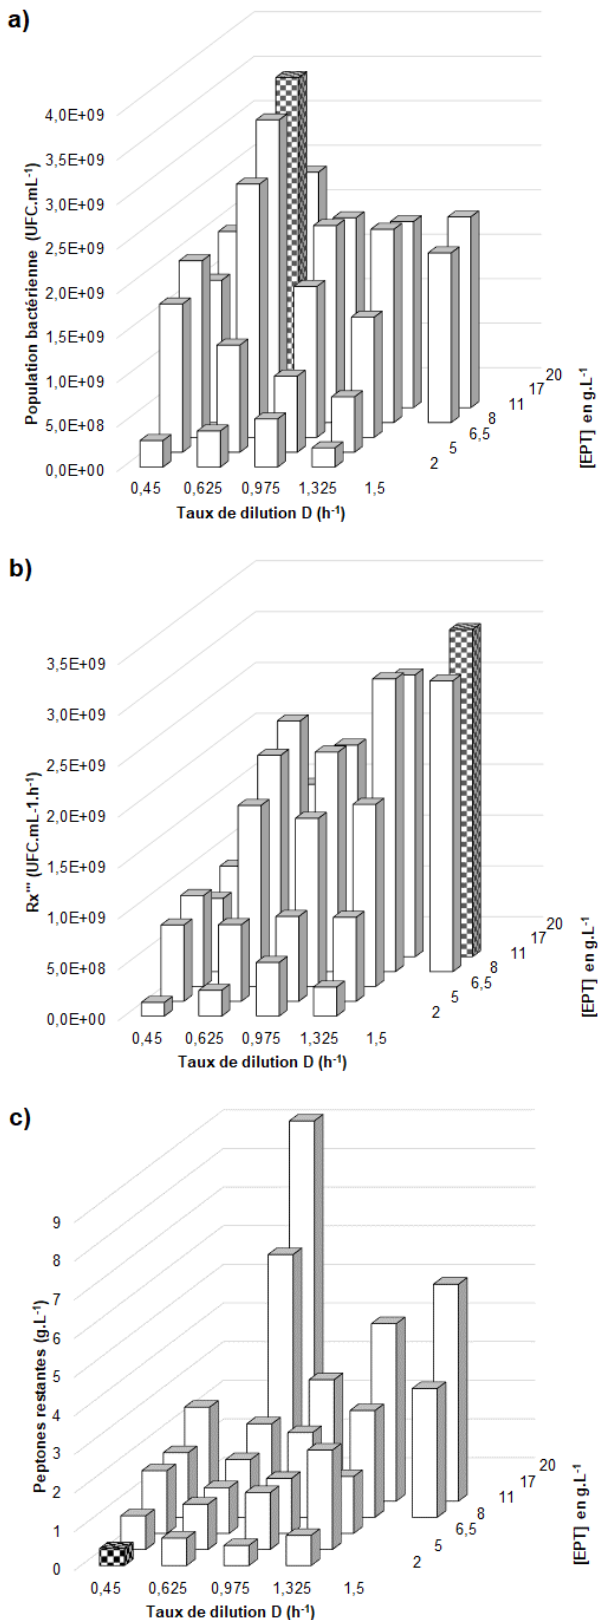 a)
4,0E+09
3,5E+09
3,0E+09
2,5E+09
2,0E+09
1,5E+09
1,0E+09
5,0E+08
0,0E+00
Population bactérienne (UFC.mL⁻¹)
0,45 0,625 0,975 1,325 1,5
Taux de dilution D (h⁻¹)
2 5 6,5 8 11 17 20
[EPT] en g.L⁻¹
b)
3,5E+09
3,0E+09
2,5E+09
2,0E+09
1,5E+09
1,0E+09
5,0E+08
0,0E+00
Rx''' (UFC.mL-1.h⁻¹)
0,45 0,625 0,975 1,325 1,5
Taux de dilution D (h⁻¹)
2 5 6,5 8 11 17 20
[EPT] en g.L⁻¹
c)
9
8
7
6
5
4
3
2
1
0
Peptones restantes (g.L⁻¹)
0,45 0,625 0,975 1,325 1,5
Taux de dilution D (h⁻¹)
2 5 6,5 8 11 17 20
[EPT] en g.L⁻¹